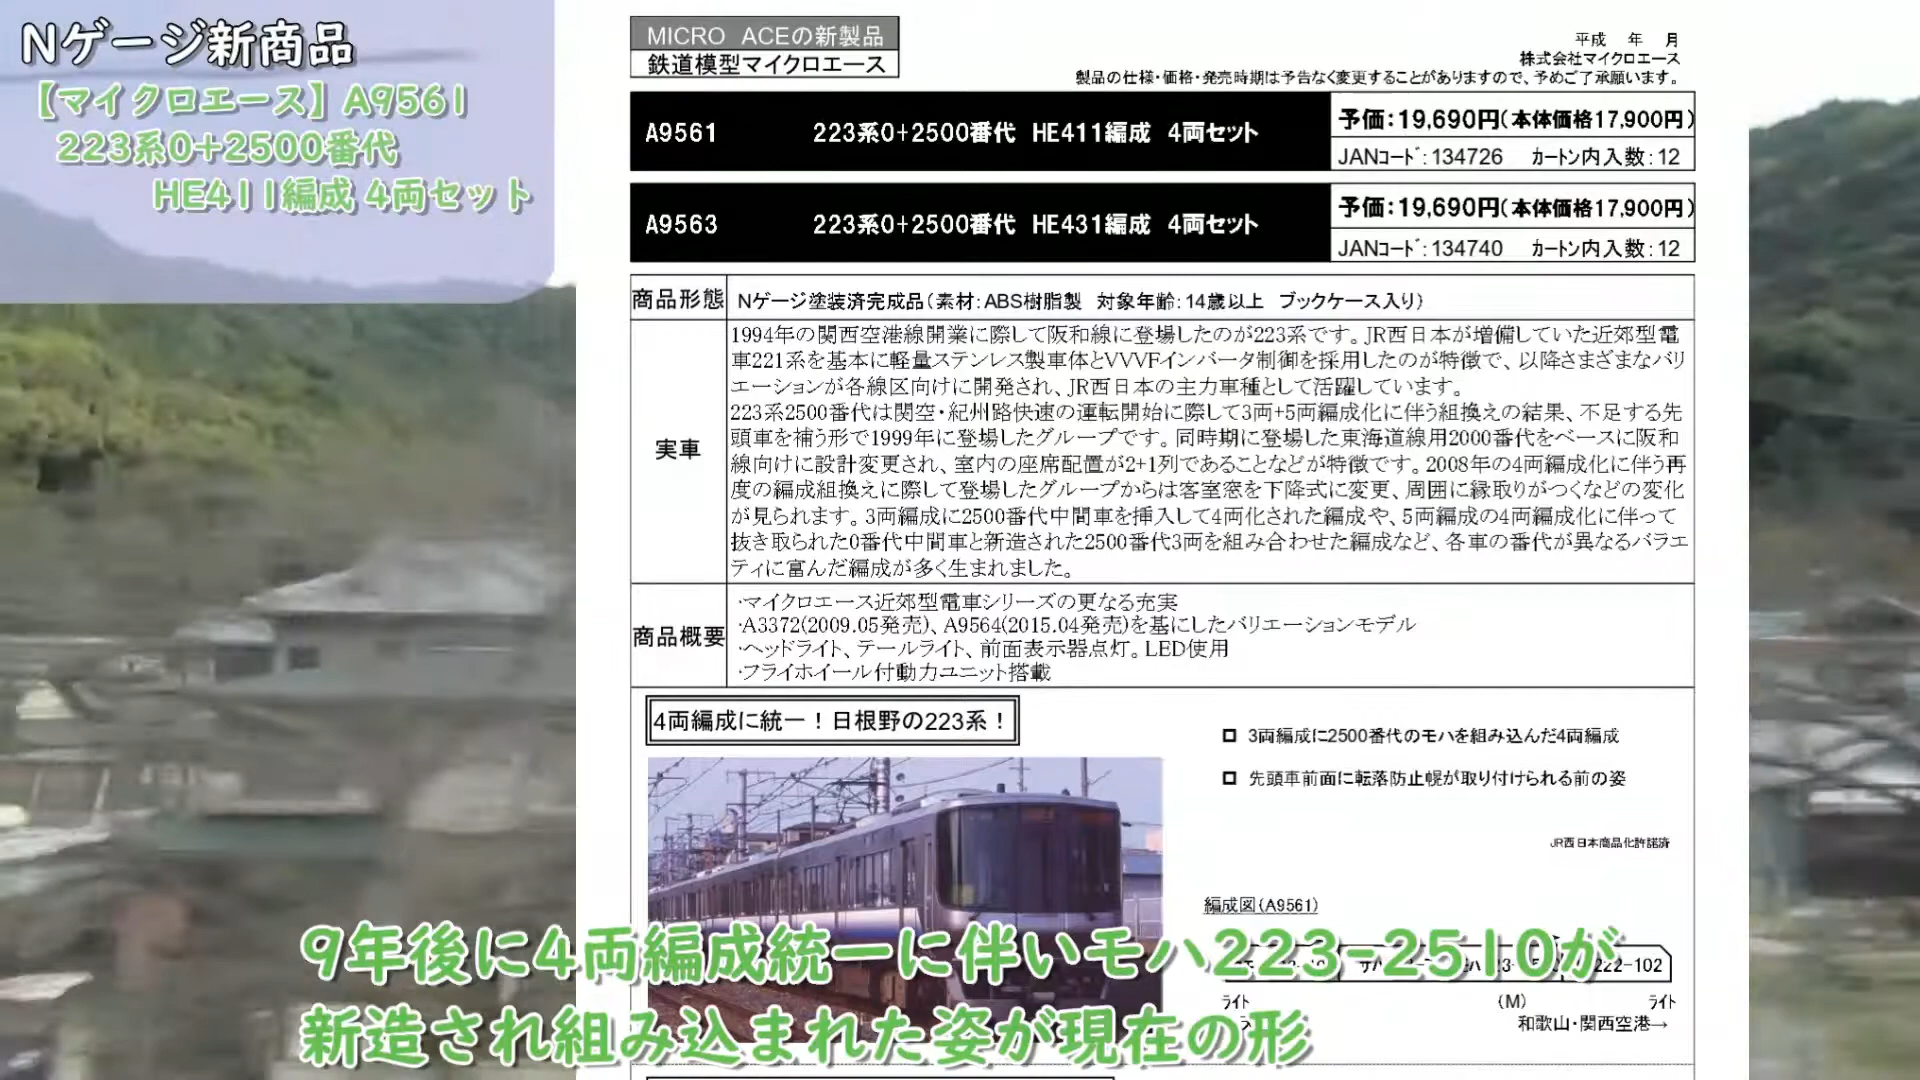 Nゲージ新商品
【マイクロエース】A9561
223系0+2500番代
HE411編成 4両セット
MICRO ACEの新製品
鉄道模型マイクロエース
平成 年 月
株式会社マイクロエース
製品の仕様・価格・発売時期は予告なく変更することがありますので、予めご了承願います。
A9561 223系0+2500番代 HE411編成 4両セット
予価:19,690円(本体価格17,900円)
JANコード:134726 カートン内入数:12
A9563 223系0+2500番代 HE431編成 4両セット
予価:19,690円(本体価格17,900円)
JANコード:134740 カートン内入数:12
商品形態
Nゲージ塗装済完成品(素材:ABS樹脂製 対象年齢:14歳以上 ブックケース入り)
実車
1994年の関西空港線開業に際して阪和線に登場したのが223系です。JR西日本が増備していた近郊型電
車221系を基本に軽量ステンレス製車体とVVVFインバータ制御を採用したのが特徴で、以降さまざまなバリ
エーションが各線区向けに開発され、JR西日本の主力車種として活躍しています。
223系2500番代は関空・紀州路快速の運転開始に際して3両+5両編成化に伴う組換えの結果、不足する先
頭車を補う形で1999年に登場したグループです。同時期に登場した東海道線用2000番代をベースに阪和
線向けに設計変更され、室内の座席配置が2+1列であることなどが特徴です。2008年の4両編成化に伴う再
度の編成組換えに際して登場したグループからは客室窓を下降式に変更、周囲に縁取りがつくなどの変化
が見られます。3両編成に2500番代中間車を挿入して4両化された編成や、5両編成の4両編成化に伴って
抜き取られた0番代中間車と新造された2500番代3両を組み合わせた編成など、各車の番代が異なるバラエ
ティに富んだ編成が多く生まれました。
商品概要
・マイクロエース近郊型電車シリーズの更なる充実
・A3372(2009.05発売)、A9564(2015.04発売)を基にしたバリエーションモデル
・ヘッドライト、テールライト、前面表示器点灯。LED使用
・フライホイール付動力ユニット搭載
4両編成に統一！日根野の223系！
3両編成に2500番代のモハを組み込んだ4両編成
先頭車前面に転落防止幌が取り付けられる前の姿
JR西日本商品化許諾済
編成図(A9561)
222-102
ライト (M) ライト
和歌山・関西空港→
9年後に4両編成統一に伴いモハ223-2510が
新造され組み込まれた姿が現在の形